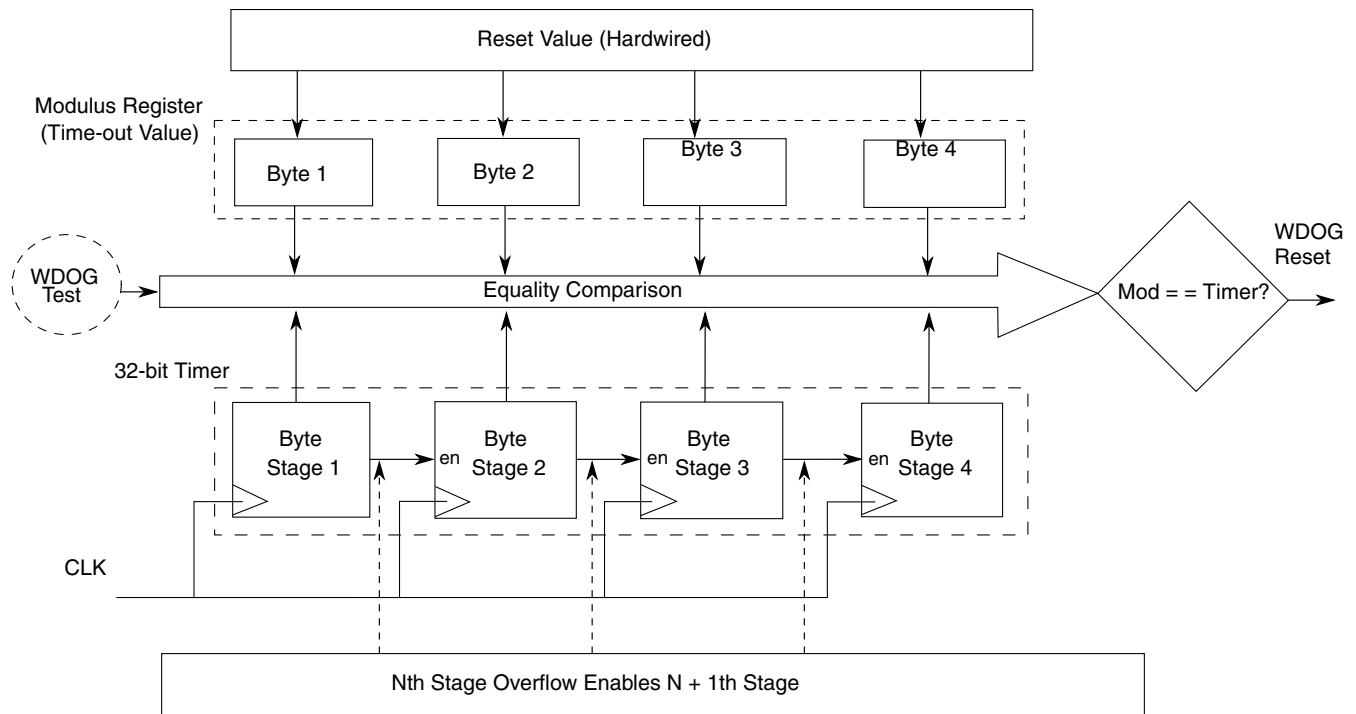 Reset Value (Hardwired)
Modulus Register
(Time-out Value)
Byte 1
Byte 2
Byte 3
Byte 4
WDOG
Test
Equality Comparison
Mod = = Timer?
WDOG
Reset
32-bit Timer
Byte
Stage 1
en
Byte
Stage 2
en
Byte
Stage 3
en
Byte
Stage 4
CLK
Nth Stage Overflow Enables N + 1th Stage